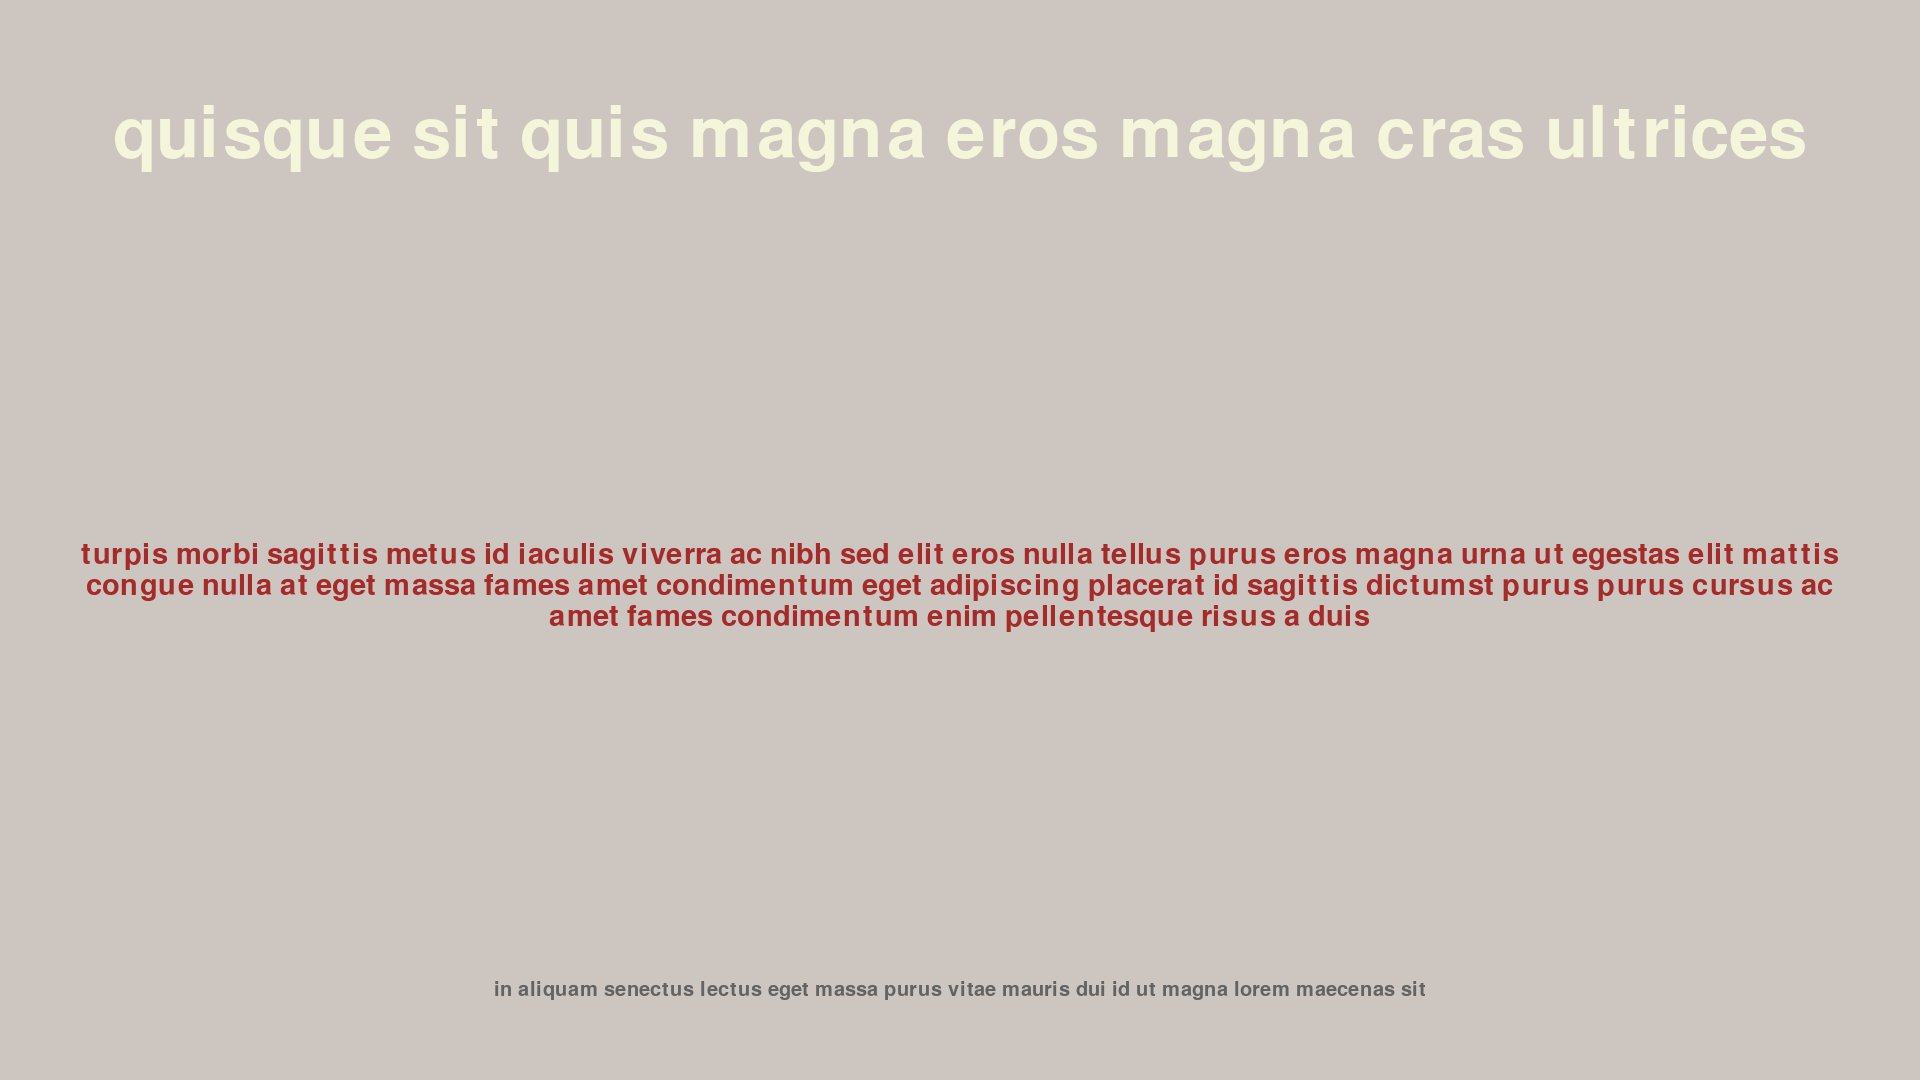 quisque sit quis magna eros magna cras ultrices
turpis morbi sagittis metus id iaculis viverra ac nibh sed elit eros nulla tellus purus eros magna urna ut egestas elit mattis
congue nulla at eget massa fames amet condimentum eget adipiscing placerat id sagittis dictumst purus purus cursus ac
amet fames condimentum enim pellentesque risus a duis
in aliquam senectus lectus eget massa purus vitae mauris dui id ut magna lorem maecenas sit